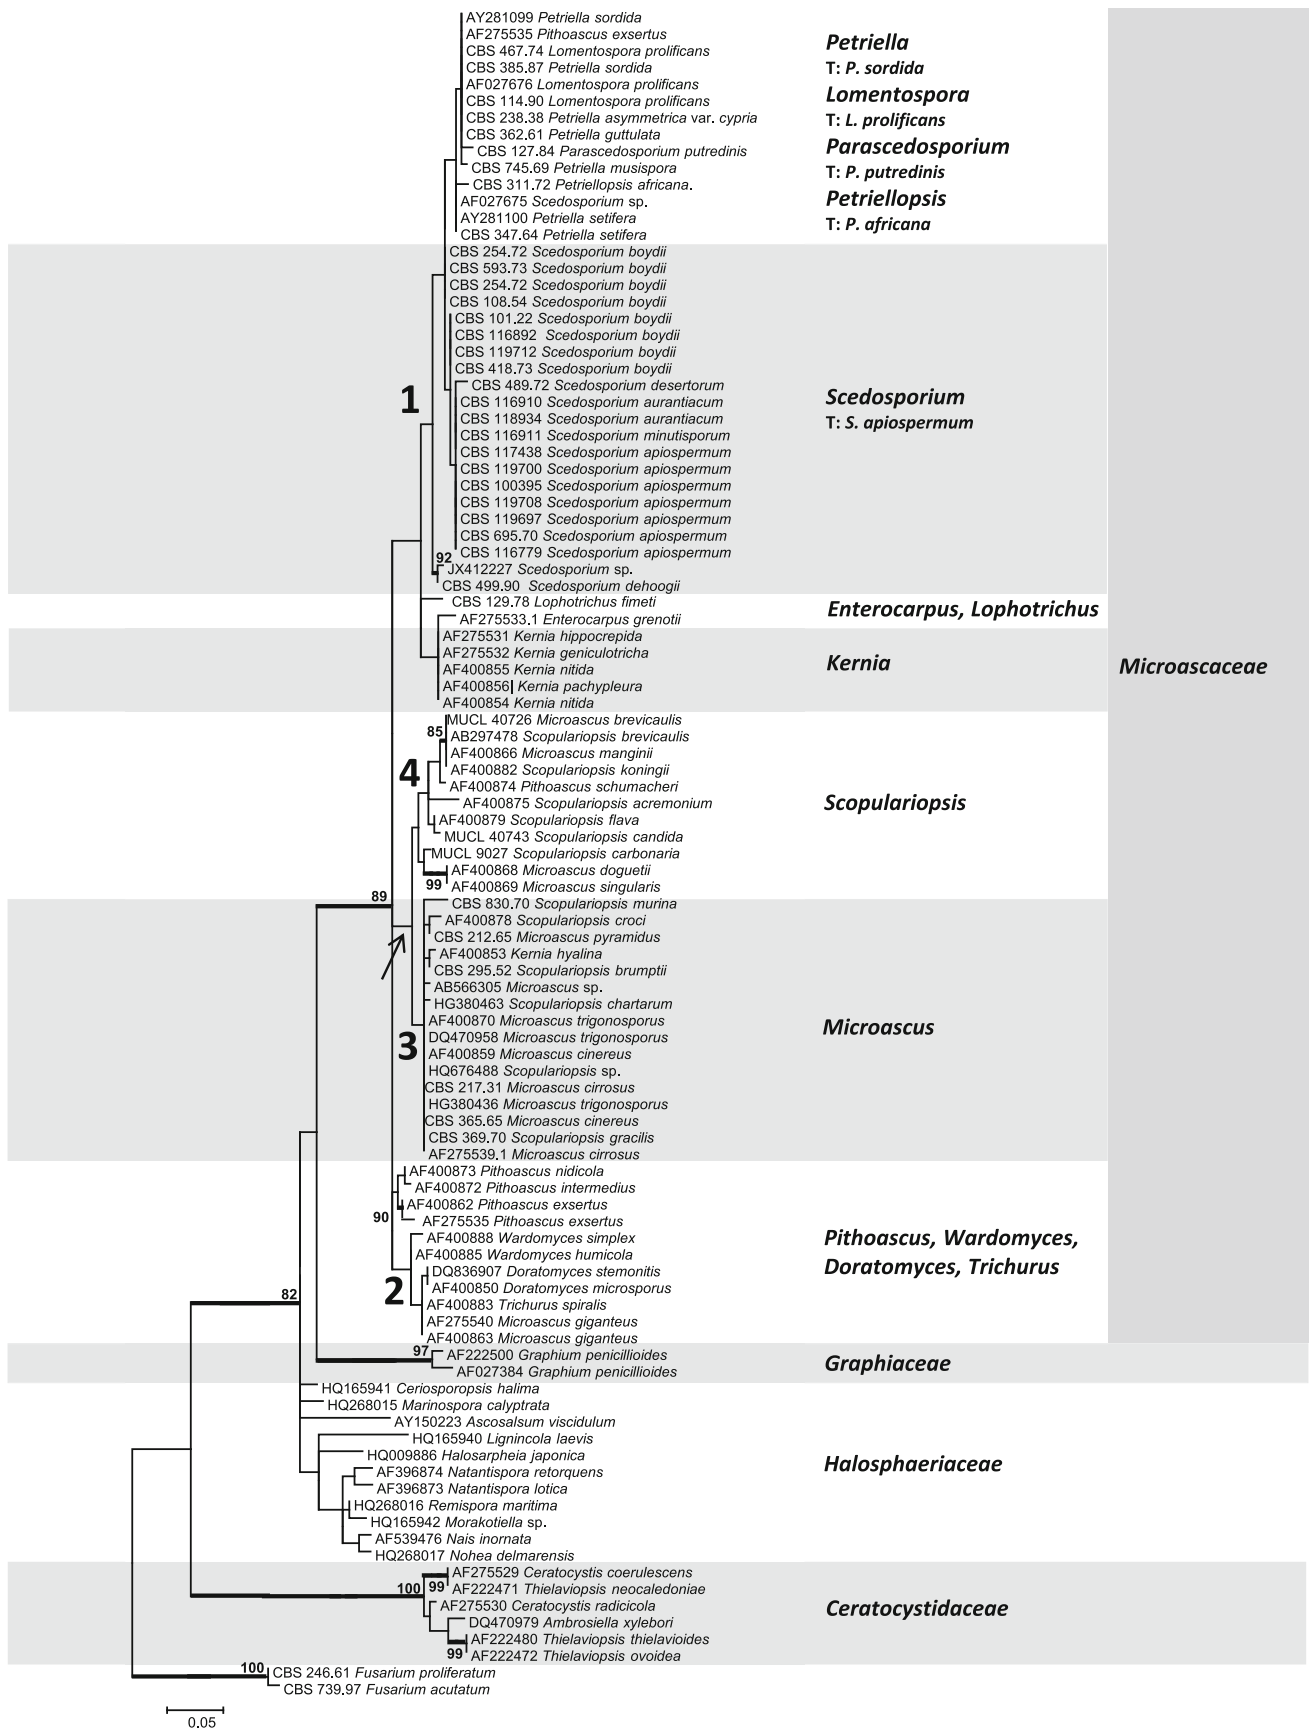 AY281099 Petriella sordida
AF275535 Pithoascus exsertus
CBS 467.74 Lomentospora prolificans
CBS 385.87 Petriella sordida
AF027676 Lomentospora prolificans
CBS 114.90 Lomentospora prolificans
CBS 238.38 Petriella asymmetrica var. cypria
CBS 362.61 Petriella guttulata
CBS 127.84 Parascedosporium putredinis
CBS 745.69 Petriella musispora
CBS 311.72 Petriellopsis africana.
AF027675 Scedosporium sp.
AY281100 Petriella setifera
CBS 347.64 Petriella setifera
Petriella
T: P. sordida
Lomentospora
T: L. prolificans
Parascedosporium
T: P. putredinis
Petriellopsis
T: P. africana
CBS 254.72 Scedosporium boydii
CBS 593.73 Scedosporium boydii
CBS 254.72 Scedosporium boydii
CBS 108.54 Scedosporium boydii
CBS 101.22 Scedosporium boydii
CBS 116892 Scedosporium boydii
CBS 119712 Scedosporium boydii
CBS 418.73 Scedosporium boydii
CBS 489.72 Scedosporium desertorum
CBS 116910 Scedosporium aurantiacum
CBS 118934 Scedosporium aurantiacum
CBS 116911 Scedosporium minutisporum
CBS 117438 Scedosporium apiospermum
CBS 119700 Scedosporium apiospermum
CBS 100395 Scedosporium apiospermum
CBS 119708 Scedosporium apiospermum
CBS 119697 Scedosporium apiospermum
CBS 695.70 Scedosporium apiospermum
CBS 116779 Scedosporium apiospermum
JX412227 Scedosporium sp.
CBS 499.90 Scedosporium dehoogii
1
92
Scedosporium
T: S. apiospermum
CBS 129.78 Lophotrichus fimeti
AF275533.1 Enterocarpus grenotii
Enterocarpus, Lophotrichus
AF275531 Kernia hippocrepida
AF275532 Kernia geniculotricha
AF400855 Kernia nitida
AF400856| Kernia pachypleura
AF400854 Kernia nitida
Kernia
Microascaceae
MUCL 40726 Microascus brevicaulis
AB297478 Scopulariopsis brevicaulis
AF400866 Microascus manginii
AF400882 Scopulariopsis koningii
AF400874 Pithoascus schumacheri
AF400875 Scopulariopsis acremonium
AF400879 Scopulariopsis flava
MUCL 40743 Scopulariopsis candida
MUCL 9027 Scopulariopsis carbonaria
AF400868 Microascus doguetii
AF400869 Microascus singularis
85
4
99
Scopulariopsis
CBS 830.70 Scopulariopsis murina
AF400878 Scopulariopsis croci
CBS 212.65 Microascus pyramidus
AF400853 Kernia hyalina
CBS 295.52 Scopulariopsis brumptii
AB566305 Microascus sp.
HG380463 Scopulariopsis chartarum
AF400870 Microascus trigonosporus
DQ470958 Microascus trigonosporus
AF400859 Microascus cinereus
HQ676488 Scopulariopsis sp.
CBS 217.31 Microascus cirrosus
HG380436 Microascus trigonosporus
CBS 365.65 Microascus cinereus
CBS 369.70 Scopulariopsis gracilis
AF275539.1 Microascus cirrosus
89
3
Microascus
AF400873 Pithoascus nidicola
AF400872 Pithoascus intermedius
AF400862 Pithoascus exsertus
AF275535 Pithoascus exsertus
AF400888 Wardomyces simplex
AF400885 Wardomyces humicola
DQ836907 Doratomyces stemonitis
AF400850 Doratomyces microsporus
AF400883 Trichurus spiralis
AF275540 Microascus giganteus
AF400863 Microascus giganteus
90
2
Pithoascus, Wardomyces,
Doratomyces, Trichurus
82
97
AF222500 Graphium penicillioides
AF027384 Graphium penicillioides
Graphiaceae
HQ165941 Ceriosporopsis halima
HQ268015 Marinospora calyptrata
AY150223 Ascosalsum viscidulum
HQ165940 Lignincola laevis
HQ009886 Halosarpheia japonica
AF396874 Natantispora retorquens
AF396873 Natantispora lotica
HQ268016 Remispora maritima
HQ165942 Morakotiella sp.
AF539476 Nais inornata
HQ268017 Nohea delmarensis
Halosphaeriaceae
AF275529 Ceratocystis coerulescens
AF222471 Thielaviopsis neocaledoniae
AF275530 Ceratocystis radicicola
DQ470979 Ambrosiella xylebori
AF222480 Thielaviopsis thielavioides
AF222472 Thielaviopsis ovoidea
100
99
99
Ceratocystidaceae
100
CBS 246.61 Fusarium proliferatum
CBS 739.97 Fusarium acutatum
0.05